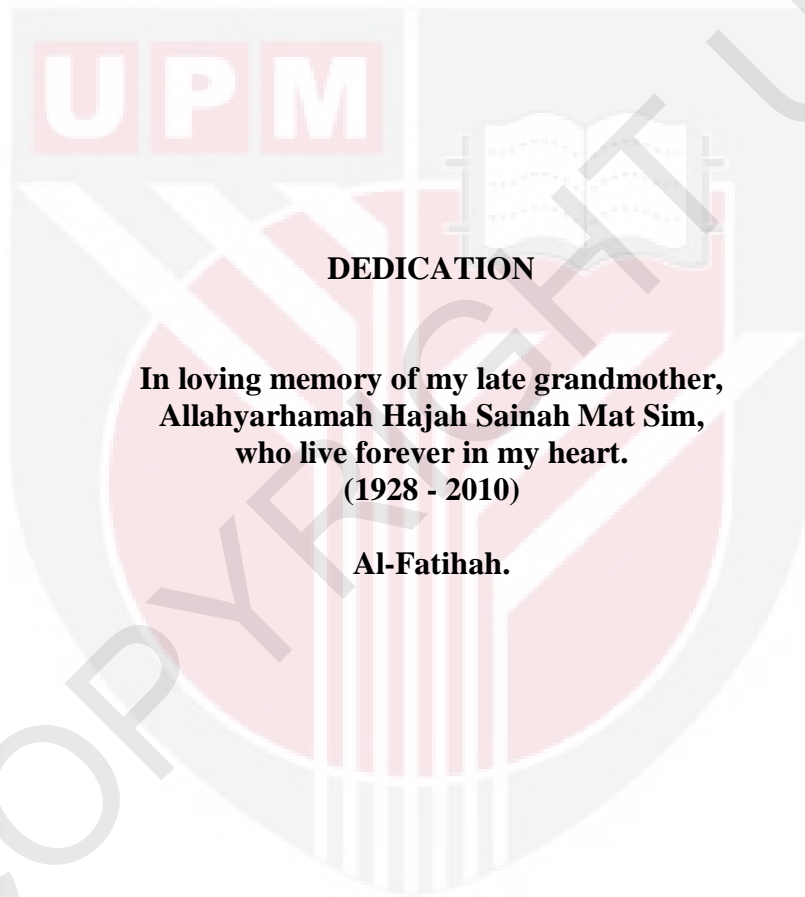 UPM
COPYRIGHT U
DEDICATION
In loving memory of my late grandmother,
Allahyarhamah Hajah Sainah Mat Sim,
who live forever in my heart.
(1928 - 2010)
Al-Fatihah.